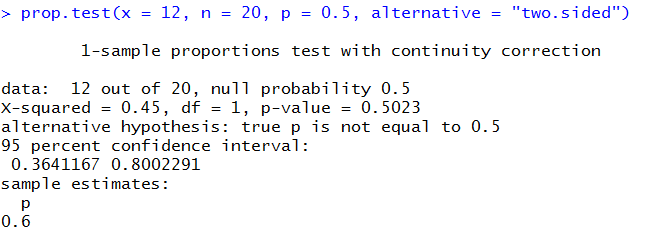 > prop.test(x = 12, n = 20, p = 0.5, alternative = "two.sided")
1-sample proportions test with continuity correction
data:  12 out of 20, null probability 0.5
X-squared = 0.45, df = 1, p-value = 0.5023
alternative hypothesis: true p is not equal to 0.5
95 percent confidence interval:
0.3641167 0.8002291
sample estimates:
p
0.6